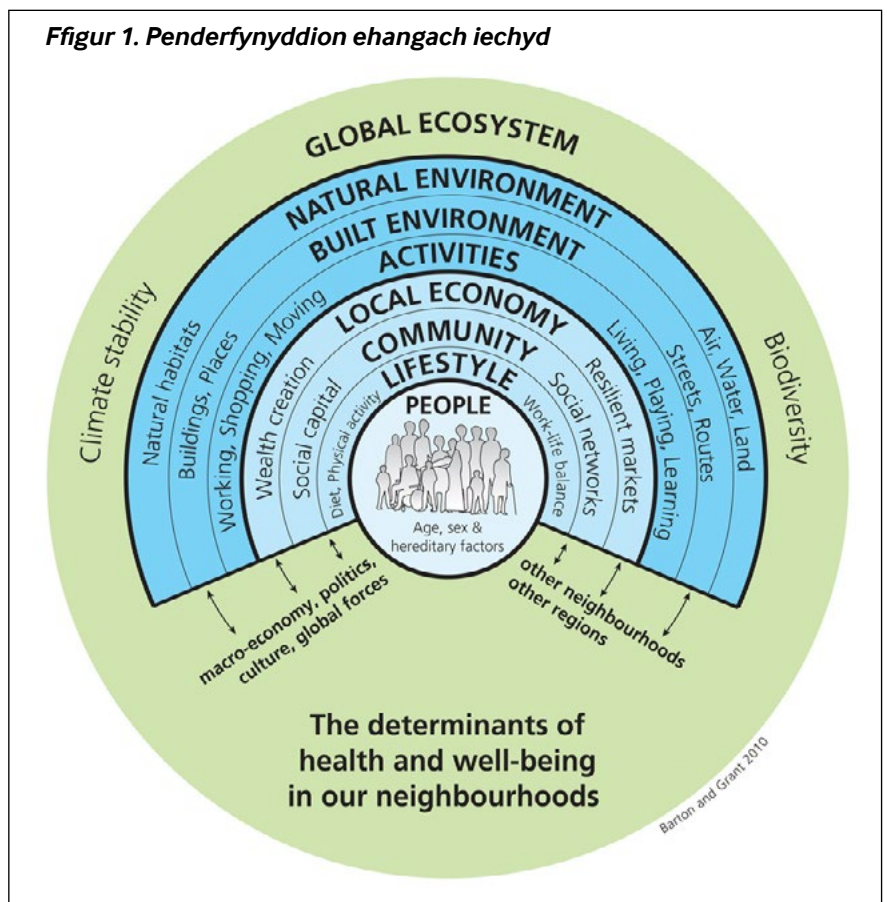 Ffigur 1. Penderfynyddion ehangach iechyd
GLOBAL ECOSYSTEM
NATURAL ENVIRONMENT
BUILT ENVIRONMENT
ACTIVITIES
LOCAL ECONOMY
COMMUNITY
LIFESTYLE
PEOPLE
Age, sex &
hereditary factors
Climate stability
Natural habitats
Buildings, Places
Working, Shopping, Moving
Wealth creation
Social capital
Diet, Physical activity
Work-life balance
Social networks
Resilient markets
Living, Playing, Learning
Streets, Routes
Air, Water, Land
Biodiversity
macro-economy, politics,
culture, global forces
other neighbourhoods
other regions
The determinants of
health and well-being
in our neighbourhoods
Barton and Grant 2010